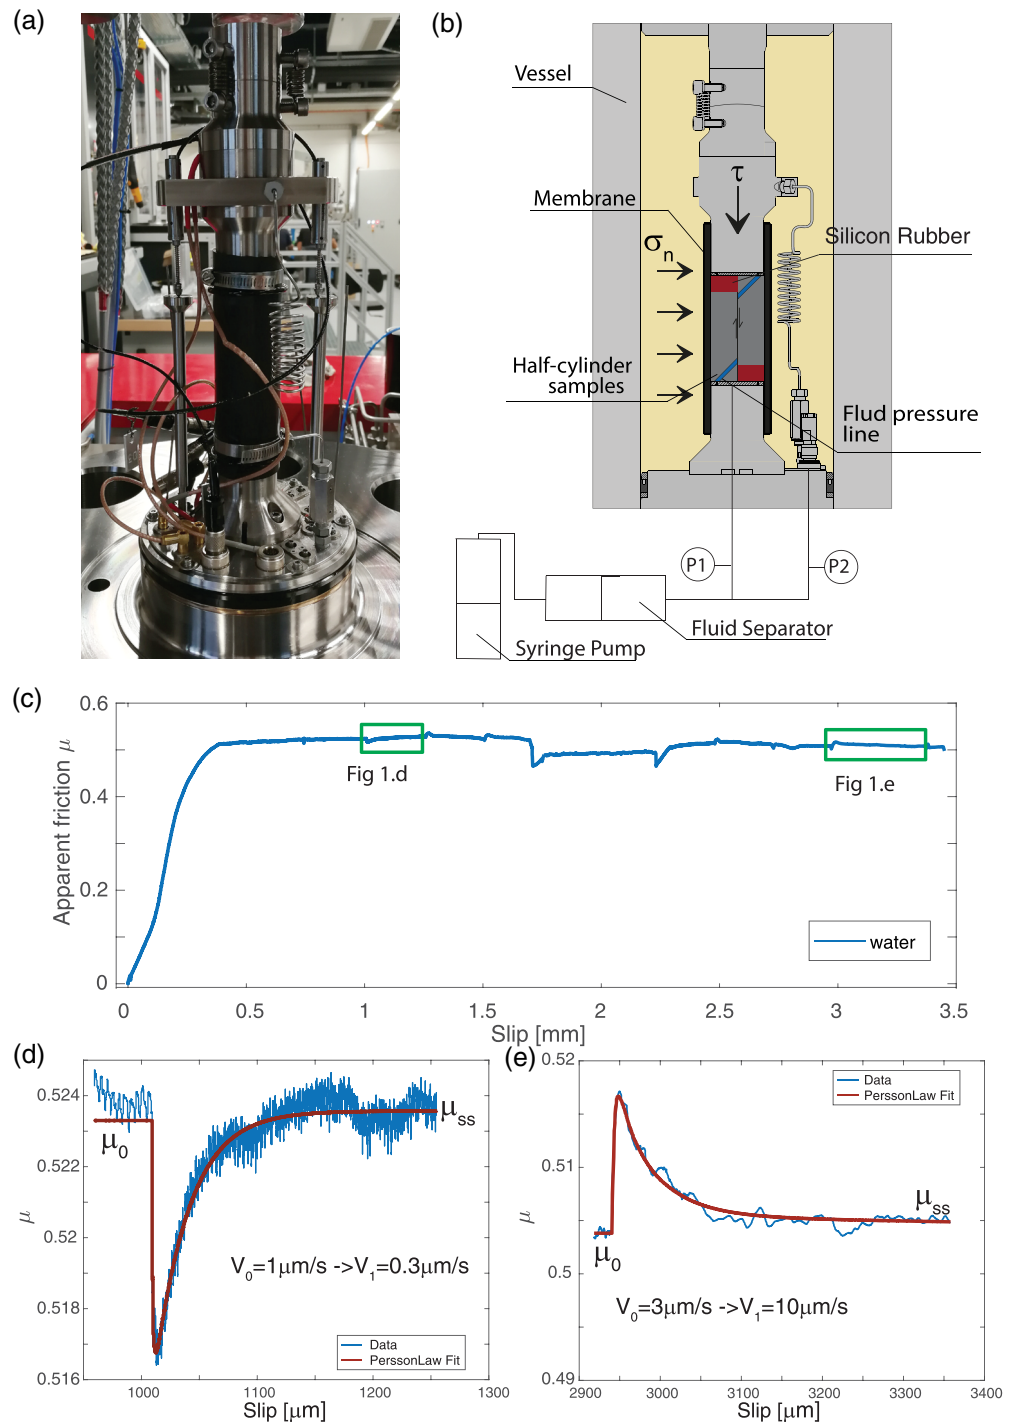 (a)
(b)
Vessel
τ
Membrane
Silicon Rubber
σn
Half-cylinder
samples
Flud pressure
line
P1
P2
Fluid Separator
Syringe Pump
(c)
0.6
0.4
0.2
0
Apparent friction μ
Fig 1.d
Fig 1.e
water
0
0.5
1
1.5
2
2.5
3
3.5
Slip [mm]
(d)
0.524
0.522
0.52
0.518
0.516
μ
μ0
μss
V0=1μm/s ->V1=0.3μm/s
Data
PerssonLaw Fit
1000
1100
1200
1300
Slip [μm]
(e)
0.52
0.51
0.5
0.49
μ
Data
PerssonLaw Fit
μss
μ0
V0=3μm/s ->V1=10μm/s
2900
3000
3100
3200
3300
3400
Slip [μm]